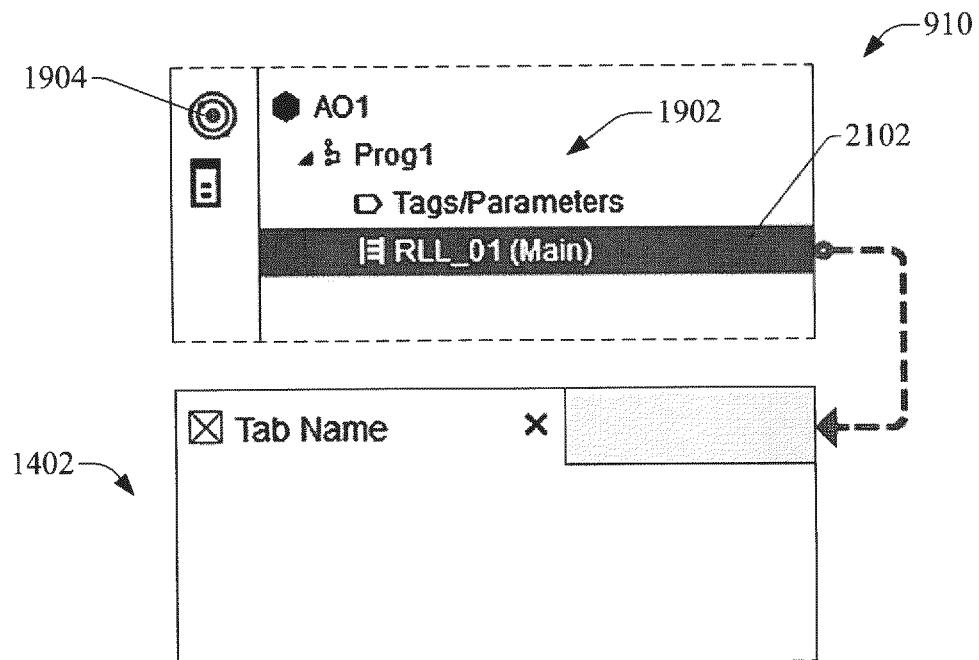 910
1904
AO1
1902
2102
Prog1
Tags/Parameters
RLL_01 (Main)
Tab Name
1402